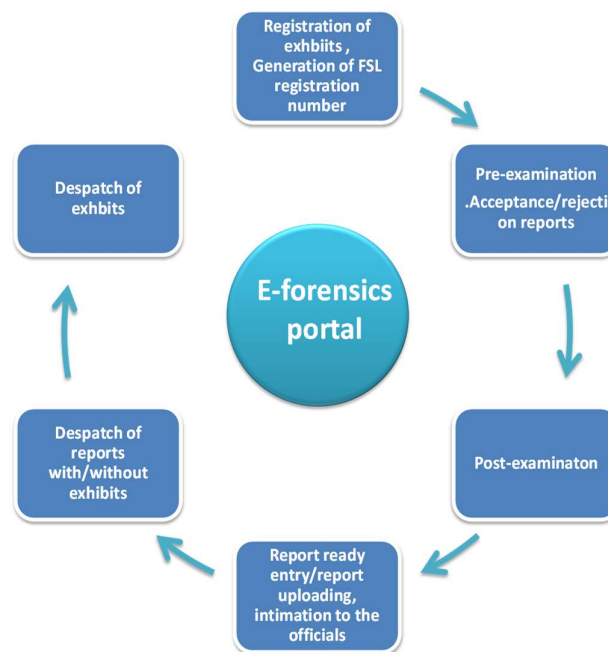 Registration of
exhbiits ,
Generation of FSL
registration
number
Pre-examination
.Acceptance/rejecti
on reports
Post-examinaton
Report ready
entry/report
uploading,
intimation to the
officials
Despatch of
reports
with/without
exhibits
Despatch of
exhbits
E-forensics
portal